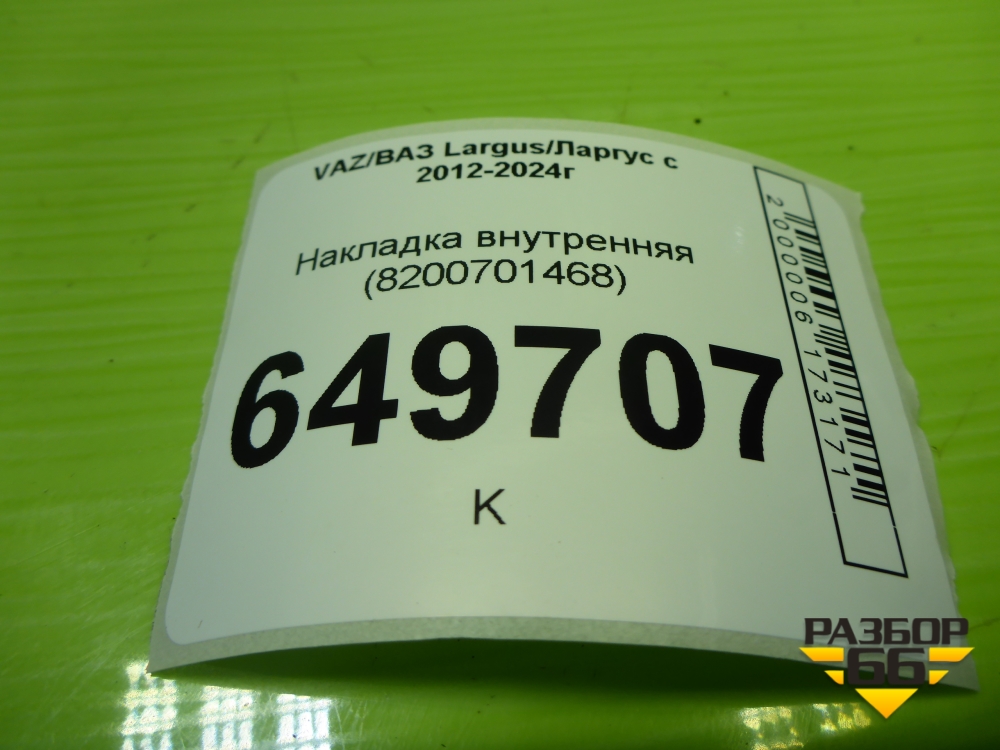 VAZ/ВАЗ Largus/Ларгус с
2012-2024г
Накладка внутренняя
(8200701468)
649707
К
2000006173171
РАЗБОР
66